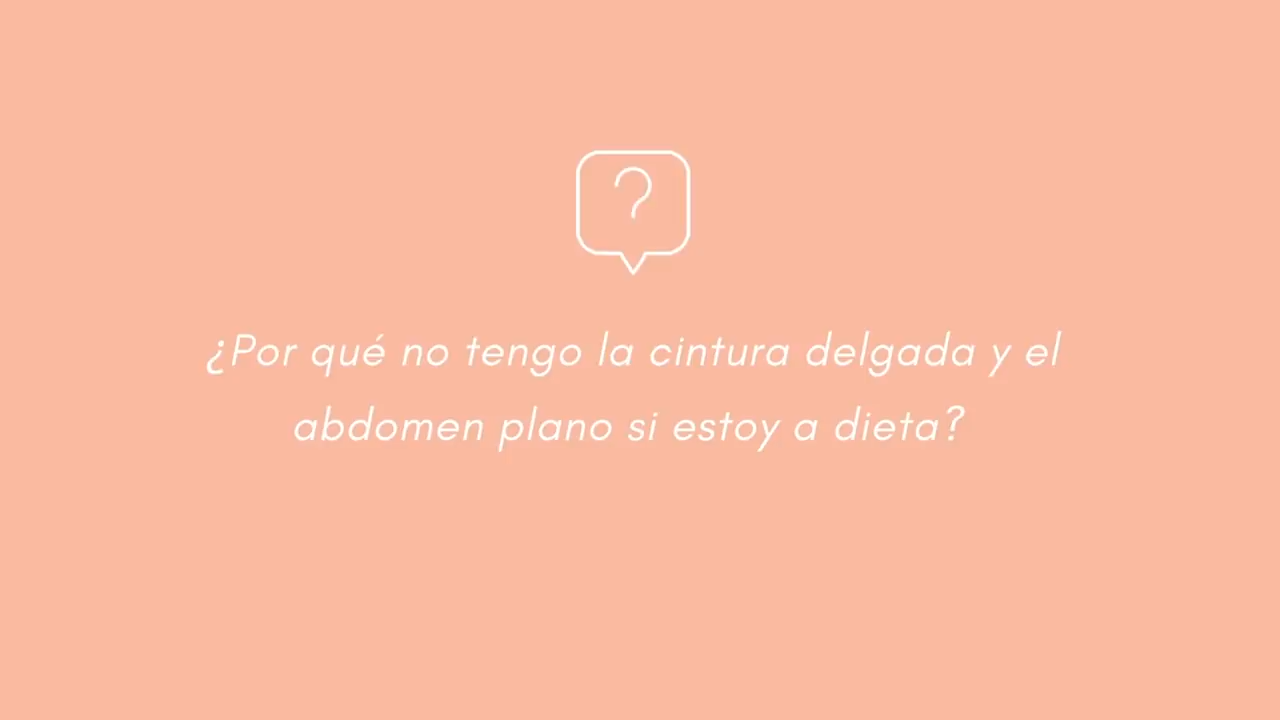 ¿Por qué no tengo la cintura delgada y el
abdomen plano si estoy a dieta?